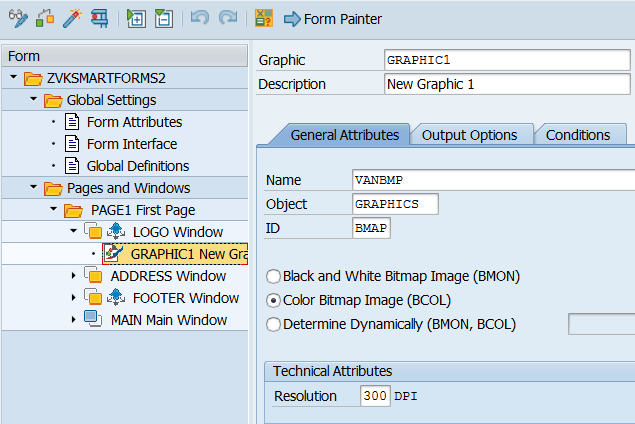 Form Painter
Form
ZVKSMARTFORMS2
Global Settings
Form Attributes
Form Interface
Global Definitions
Pages and Windows
PAGE1 First Page
LOGO Window
GRAPHIC1 New Gra
ADDRESS Window
FOOTER Window
MAIN Main Window
Graphic GRAPHIC1
Description New Graphic 1
General Attributes Output Options Conditions
Name VANBMP
Object GRAPHICS
ID BMAP
Black and White Bitmap Image (BMON)
Color Bitmap Image (BCOL)
Determine Dynamically (BMON, BCOL)
Technical Attributes
Resolution 300 DPI